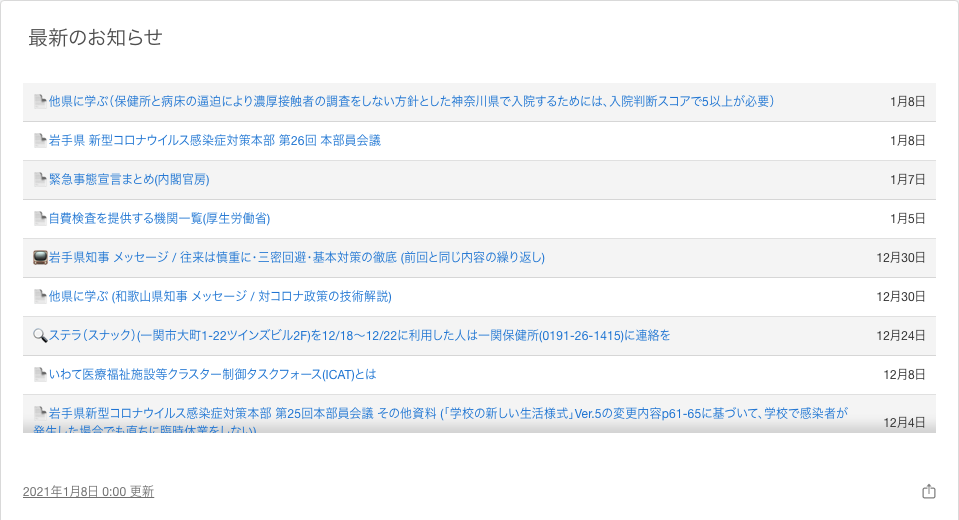 最新のお知らせ
他県に学ぶ（保健所と病床の逼迫により濃厚接触者の調査をしない方針とした神奈川県で入院するためには、入院判断スコアで5以上が必要） 1月8日
岩手県 新型コロナウイルス感染症対策本部 第26回 本部員会議 1月8日
緊急事態宣言まとめ(内閣官房) 1月7日
自費検査を提供する機関一覧(厚生労働省) 1月5日
岩手県知事 メッセージ / 往来は慎重に・三密回避・基本対策の徹底 (前回と同じ内容の繰り返し) 12月30日
他県に学ぶ (和歌山県知事 メッセージ / 対コロナ政策の技術解説) 12月30日
ステラ（スナック）(一関市大町1-22ツインズビル2F)を12/18〜12/22に利用した人は一関保健所(0191-26-1415)に連絡を 12月24日
いわて医療福祉施設等クラスター制御タスクフォース(ICAT)とは 12月8日
岩手県新型コロナウイルス感染症対策本部 第25回本部員会議 その他資料 (「学校の新しい生活様式」Ver.5の変更内容p61-65に基づいて、学校で感染者が 12月4日
発生した場合でも直ちに臨時休業をしない)
2021年1月8日 0:00 更新